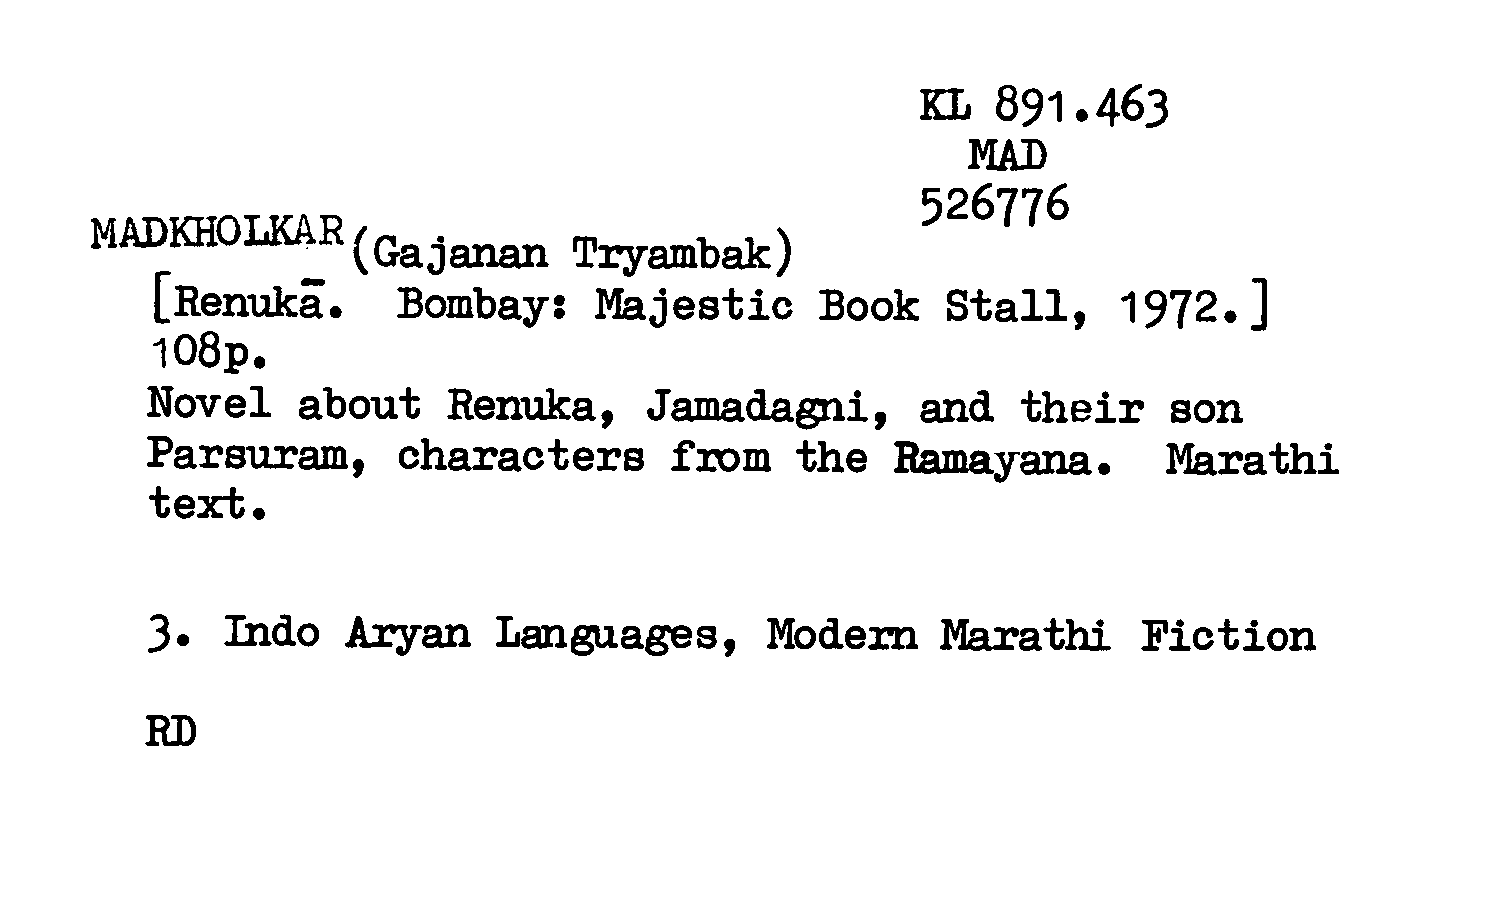 KL 891.463
MAD
526776
MADKHOLKAR (Gajanan Tryambak)
[Renukā. Bombay: Majestic Book Stall, 1972.]
108p.
Novel about Renuka, Jamadagni, and their son
Parsuram, characters from the Ramayana. Marathi
text.
3. Indo Aryan Languages, Modern Marathi Fiction
RD